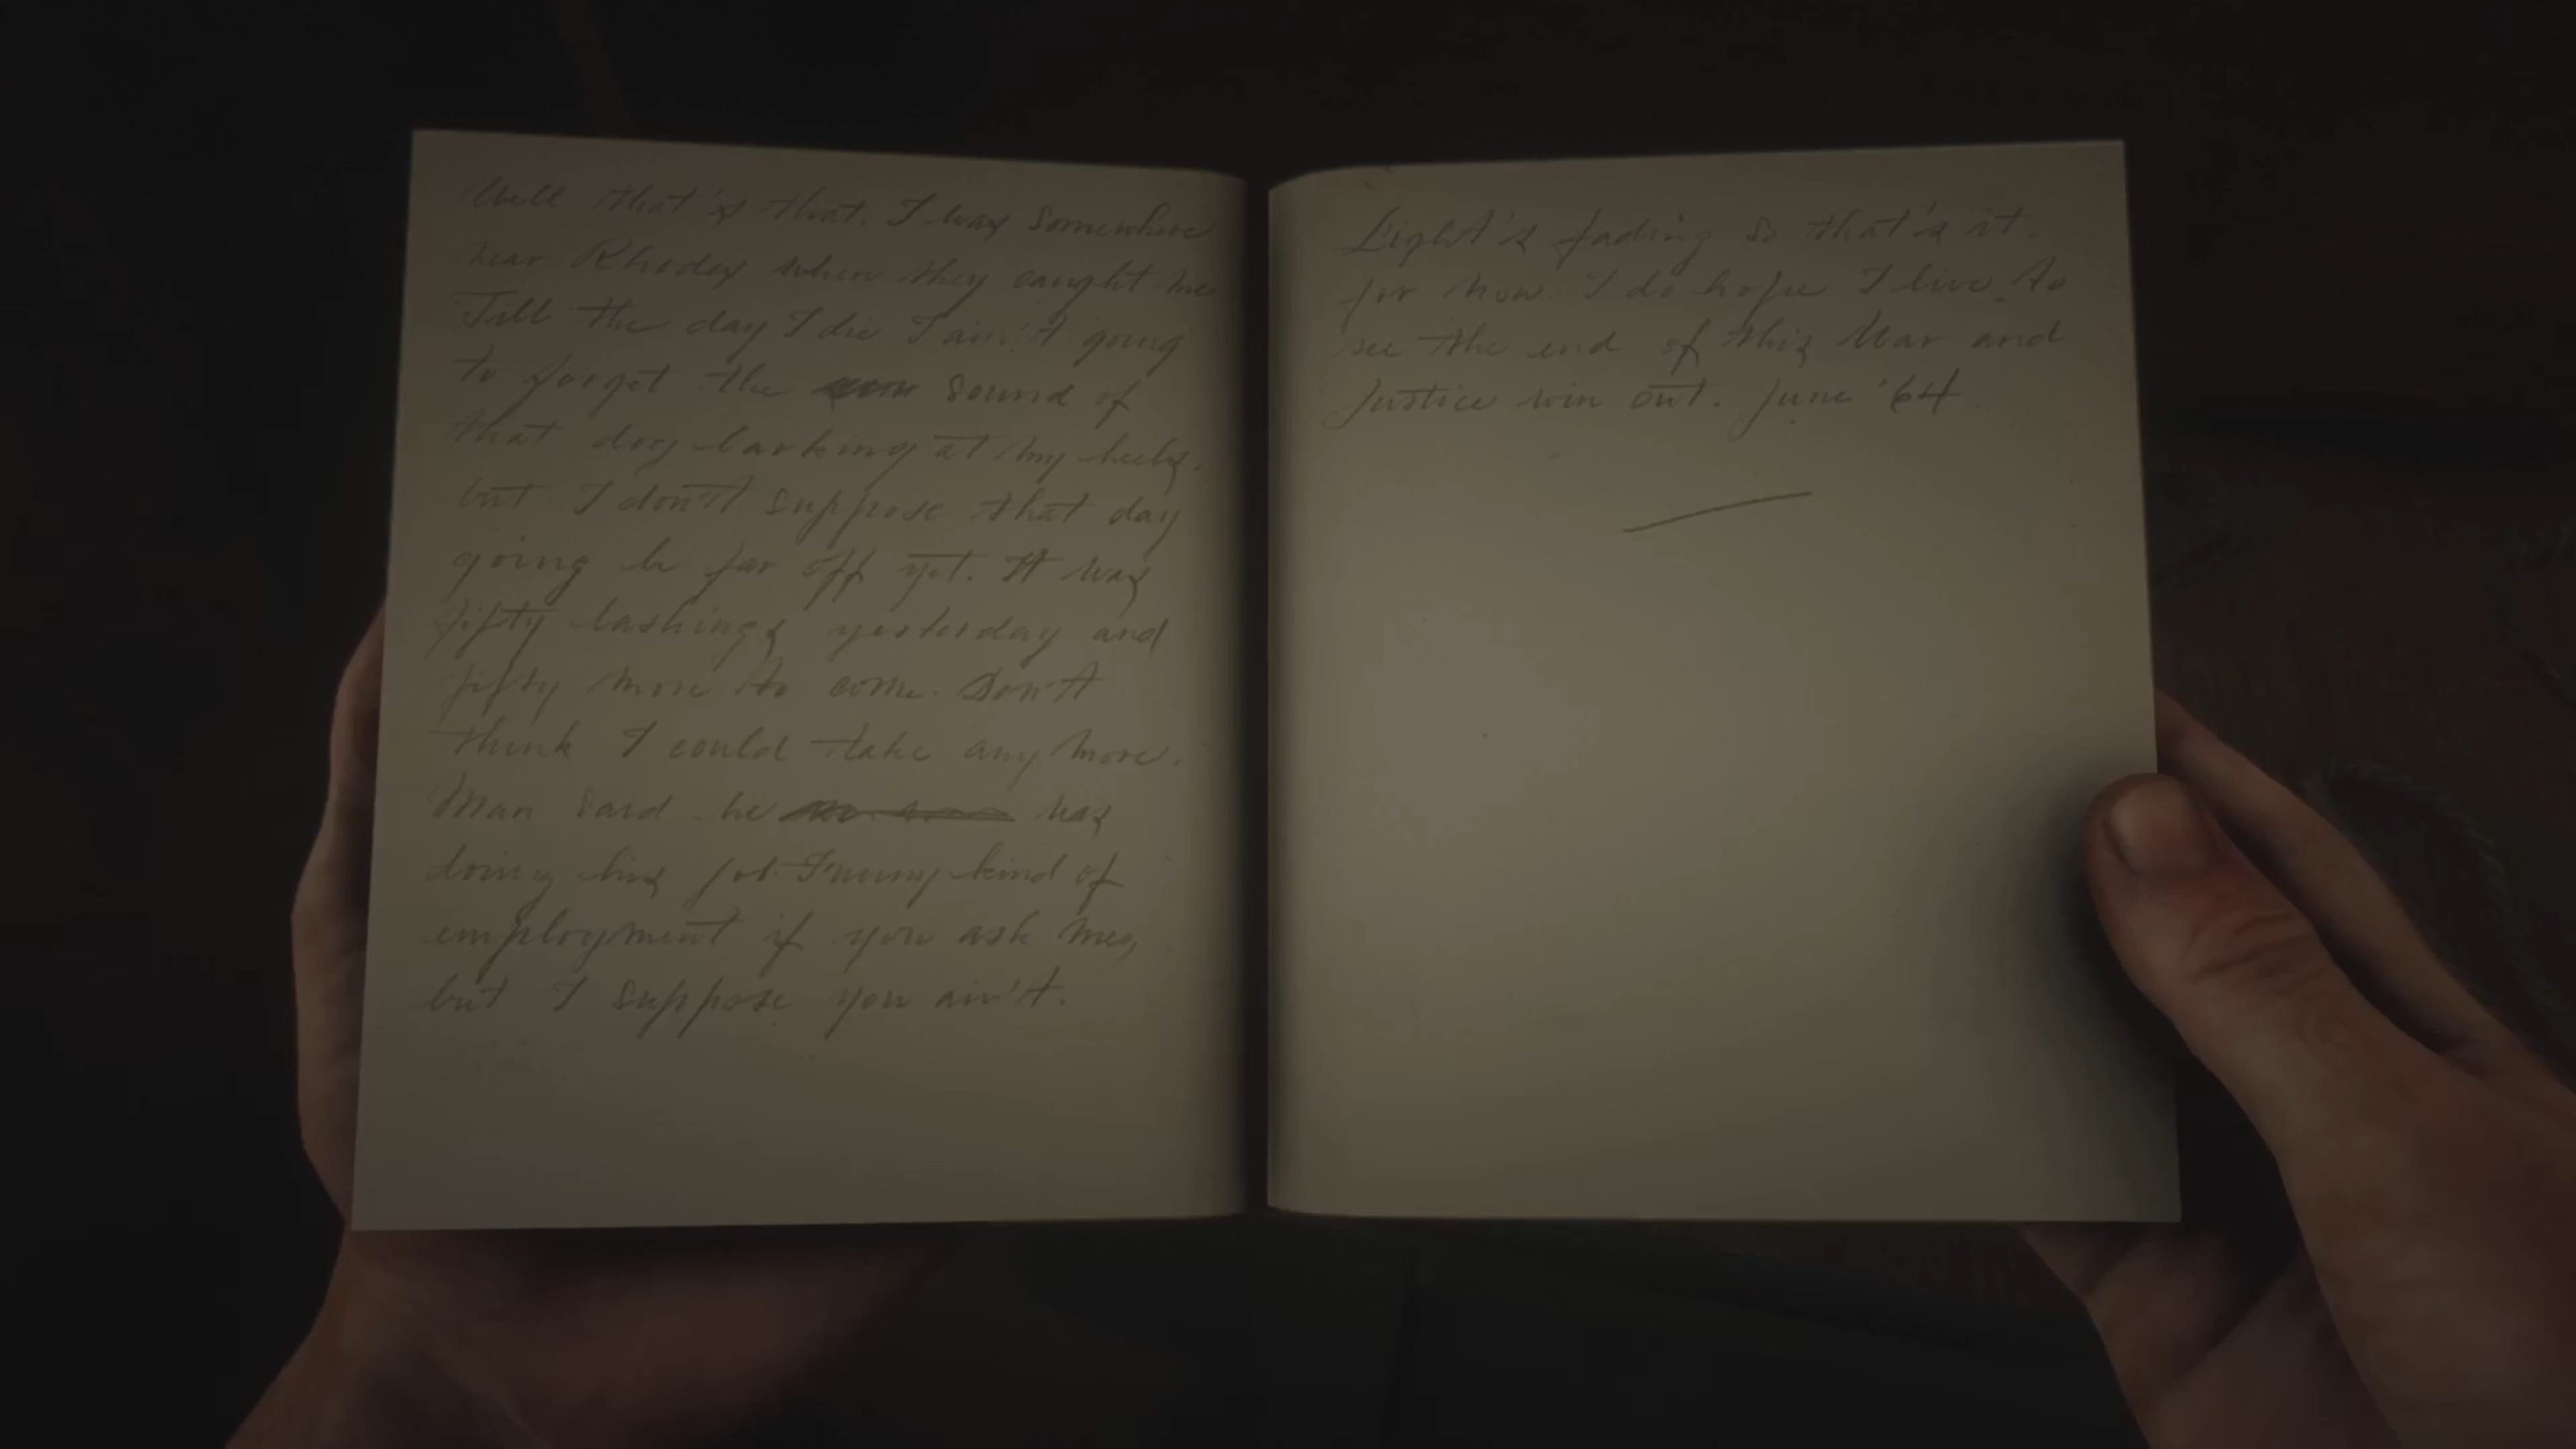 Well that is that. I was somewhere
near Rhodes when they caught me
Till the day I die I ain't going
to forget the sound of
that dog barking at my heels.
but I don't suppose that day
going be far off yet. It was
fifty lashings yesterday and
fifty more to come. Don't
think I could take any more.
Man said he was
doing his job Funny kind of
employment if you ask me,
but I suppose you ain't.
Light's fading so that's it
for now I do hope I live to
see the end of this War and
Justice win out. June '64